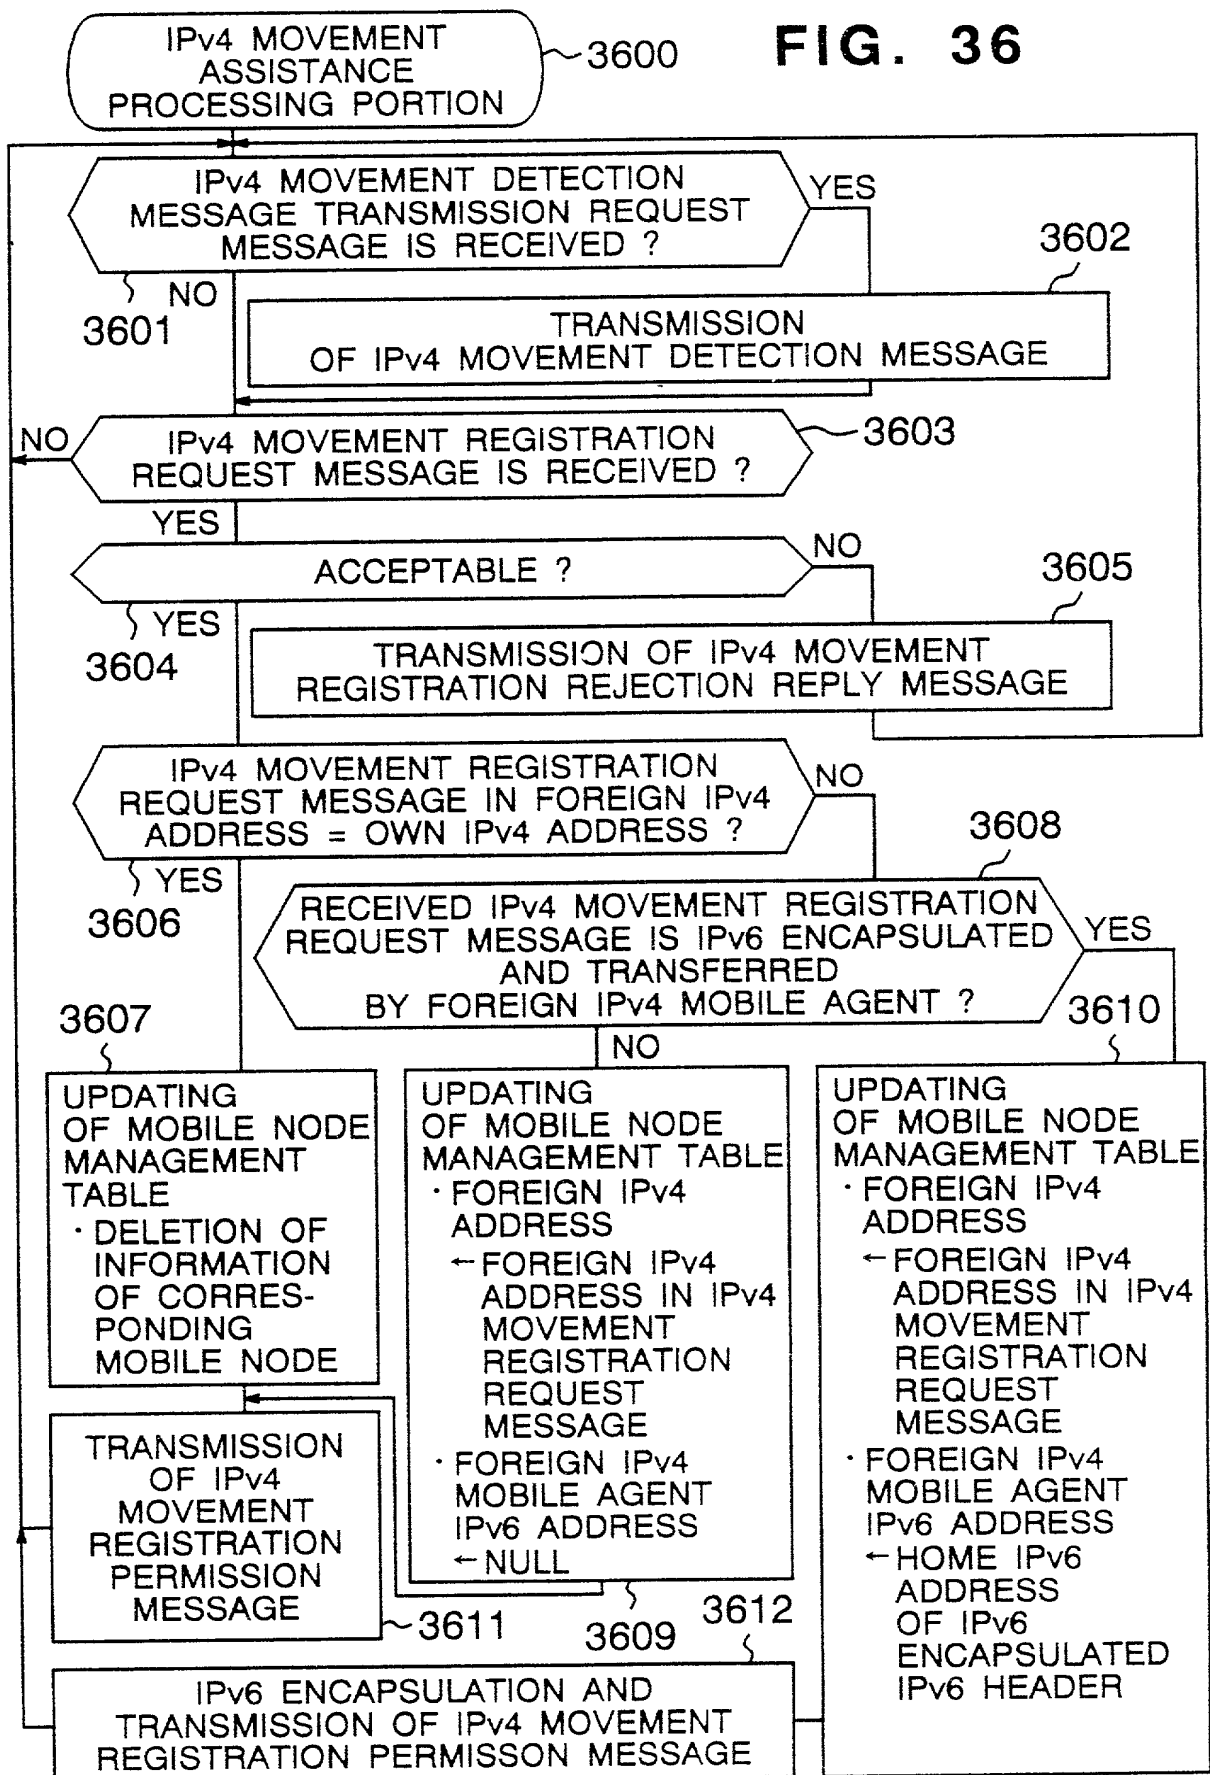 FIG. 36
IPv4 MOVEMENT
ASSISTANCE
PROCESSING PORTION
3600
IPv4 MOVEMENT DETECTION
MESSAGE TRANSMISSION REQUEST
MESSAGE IS RECEIVED ?
YES
3602
NO
3601
TRANSMISSION
OF IPv4 MOVEMENT DETECTION MESSAGE
NO
IPv4 MOVEMENT REGISTRATION
REQUEST MESSAGE IS RECEIVED ?
3603
YES
ACCEPTABLE ?
NO
3605
YES
3604
TRANSMISSION OF IPv4 MOVEMENT
REGISTRATION REJECTION REPLY MESSAGE
IPv4 MOVEMENT REGISTRATION
REQUEST MESSAGE IN FOREIGN IPv4
ADDRESS = OWN IPv4 ADDRESS ?
NO
3608
YES
3606
RECEIVED IPv4 MOVEMENT REGISTRATION
REQUEST MESSAGE IS IPv6 ENCAPSULATED
AND TRANSFERRED
BY FOREIGN IPv4 MOBILE AGENT ?
YES
3607
NO
3610
UPDATING
OF MOBILE NODE
MANAGEMENT
TABLE
· DELETION OF
INFORMATION
OF CORRES-
PONDING
MOBILE NODE
UPDATING
OF MOBILE NODE
MANAGEMENT TABLE
· FOREIGN IPv4
ADDRESS
← FOREIGN IPv4
ADDRESS IN IPv4
MOVEMENT
REGISTRATION
REQUEST
MESSAGE
· FOREIGN IPv4
MOBILE AGENT
IPv6 ADDRESS
← NULL
3609
UPDATING
OF MOBILE NODE
MANAGEMENT TABLE
· FOREIGN IPv4
ADDRESS
← FOREIGN IPv4
ADDRESS IN IPv4
MOVEMENT
REGISTRATION
REQUEST
MESSAGE
· FOREIGN IPv4
MOBILE AGENT
IPv6 ADDRESS
← HOME IPv6
ADDRESS
OF IPv6
ENCAPSULATED
IPv6 HEADER
TRANSMISSION
OF IPv4
MOVEMENT
REGISTRATION
PERMISSION
MESSAGE
3611
3612
IPv6 ENCAPSULATION AND
TRANSMISSION OF IPv4 MOVEMENT
REGISTRATION PERMISSON MESSAGE